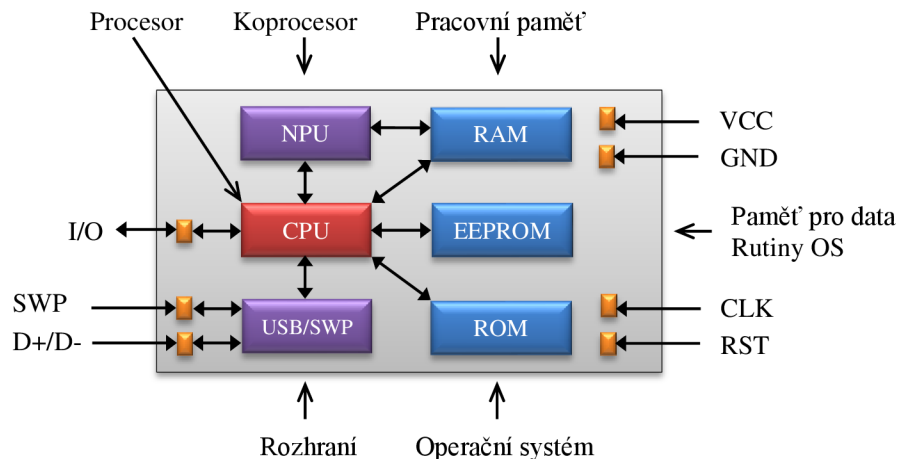 Procesor
Koprocesor
Pracovní paměť
NPU
RAM
VCC
GND
I/O
CPU
EEPROM
Paměť pro data
Rutiny OS
SWP
D+/D-
USB/SWP
ROM
CLK
RST
Rozhraní
Operační systém